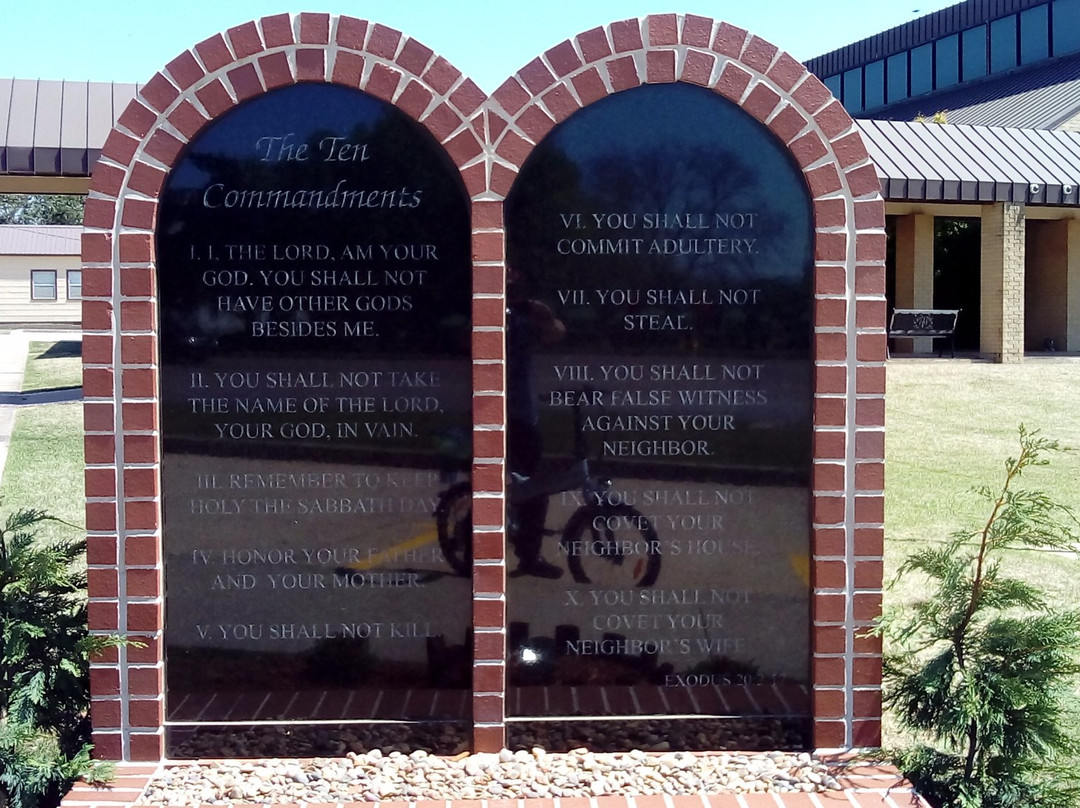 The Ten
Commandments
I. I, THE LORD, AM YOUR
GOD. YOU SHALL NOT
HAVE OTHER GODS
BESIDES ME.
II. YOU SHALL NOT TAKE
THE NAME OF THE LORD,
YOUR GOD, IN VAIN.
III. REMEMBER TO KEEP
HOLY THE SABBATH DAY.
IV. HONOR YOUR FATHER
AND YOUR MOTHER.
V. YOU SHALL NOT KILL.
VI. YOU SHALL NOT
COMMIT ADULTERY.
VII. YOU SHALL NOT
STEAL.
VIII. YOU SHALL NOT
BEAR FALSE WITNESS
AGAINST YOUR
NEIGHBOR.
IX. YOU SHALL NOT
COVET YOUR
NEIGHBOR'S HOUSE.
X. YOU SHALL NOT
COVET YOUR
NEIGHBOR'S WIFE.
EXODUS